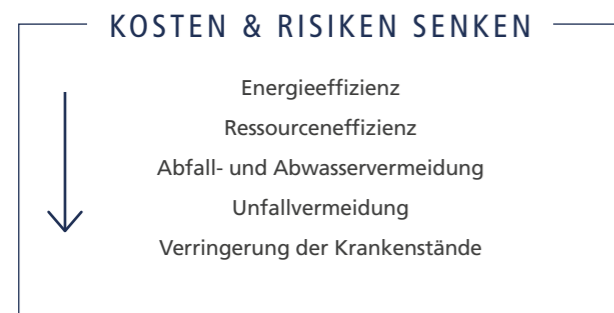 KOSTEN & RISIKEN SENKEN
Energieeffizienz
Ressourceneffizienz
Abfall- und Abwasservermeidung
Unfallvermeidung
Verringerung der Krankenstände